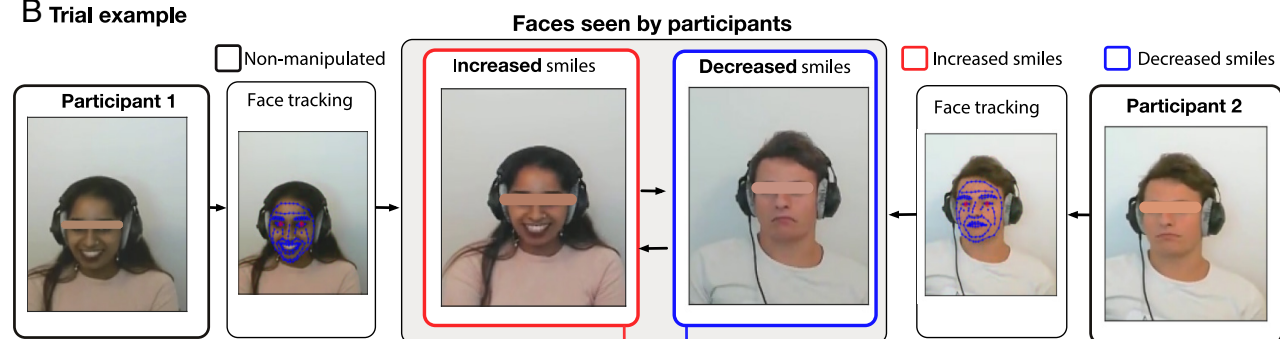 B Trial example
Faces seen by participants
Non-manipulated
Increased smiles
Decreased smiles
Increased smiles
Decreased smiles
Participant 1
Face tracking
Face tracking
Participant 2